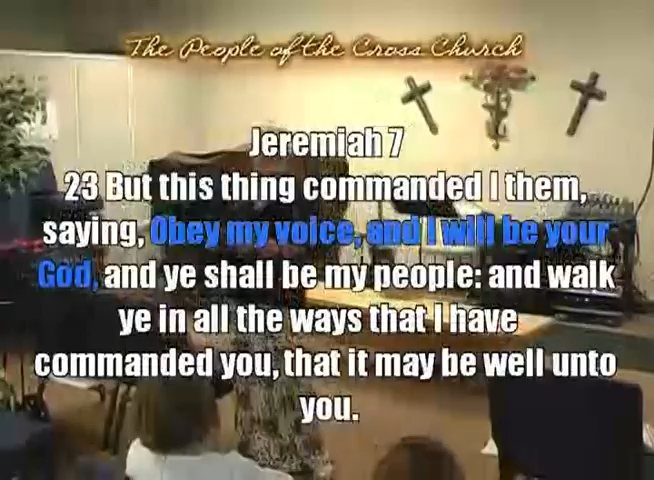 The People of the Cross Church
Jeremiah 7
23 But this thing commanded I them,
saying, Obey my voice, and I will be your
God, and ye shall be my people: and walk
ye in all the ways that I have
commanded you, that it may be well unto
you.